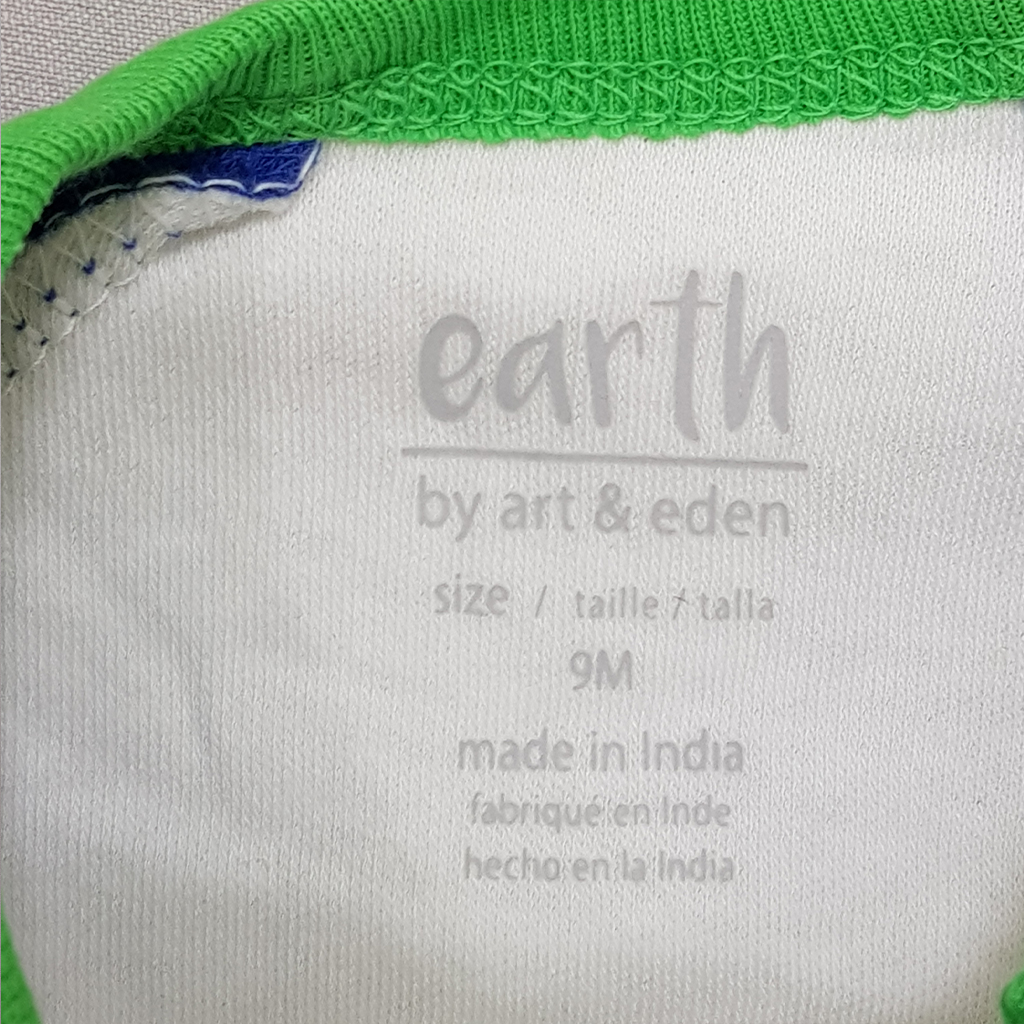 earth
by art & eden
size / taille / talla
9M
made in India
fabriqué en Inde
hecho en la India